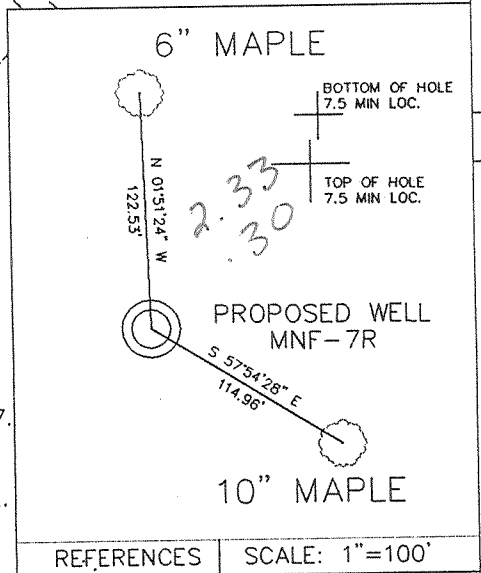 6" MAPLE
BOTTOM OF HOLE
7.5 MIN LOC.
TOP OF HOLE
7.5 MIN LOC.
N 01°51'24" W
122.53'
2.33
.30
PROPOSED WELL
MNF-7R
S 57°54'28" E
114.96'
10" MAPLE
REFERENCES
SCALE: 1"=100'